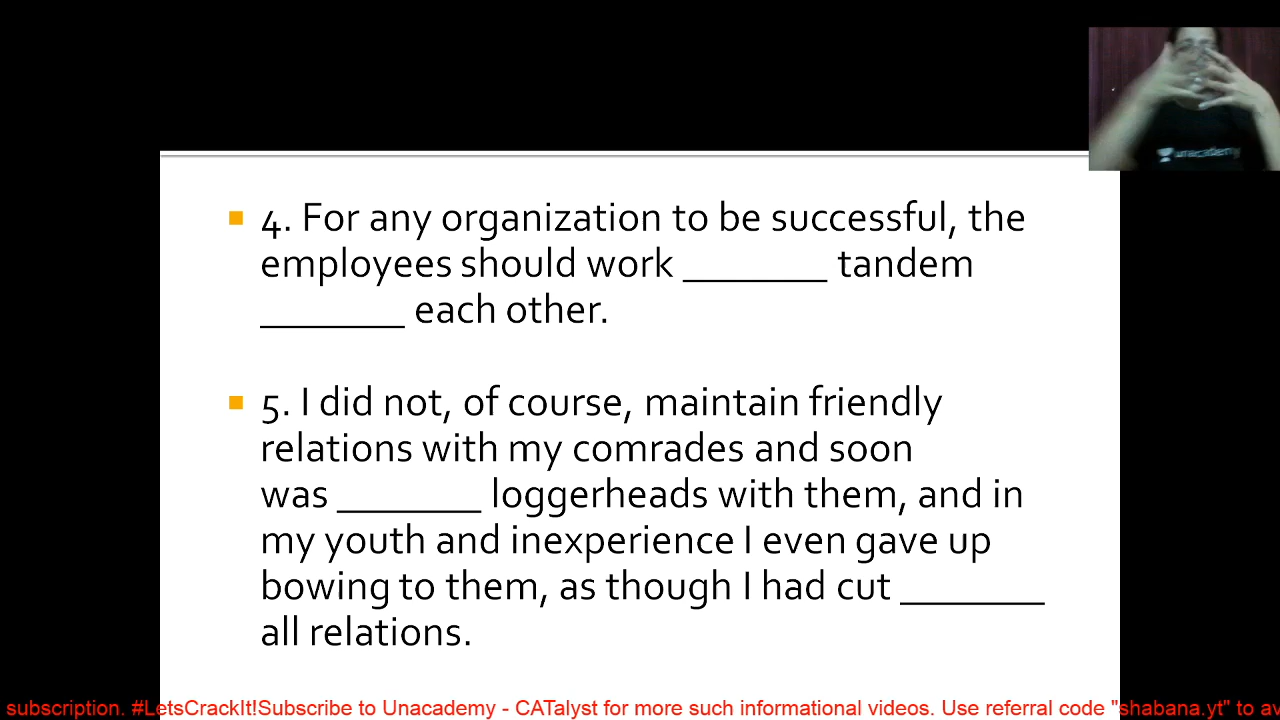 unacademy
4. For any organization to be successful, the
employees should work ________ tandem
________ each other.
5. I did not, of course, maintain friendly
relations with my comrades and soon
was ________ loggerheads with them, and in
my youth and inexperience I even gave up
bowing to them, as though I had cut ________
all relations.
subscription. #LetsCrackIt!Subscribe to Unacademy - CATalyst for more such informational videos. Use referral code "shabana.yt" to av